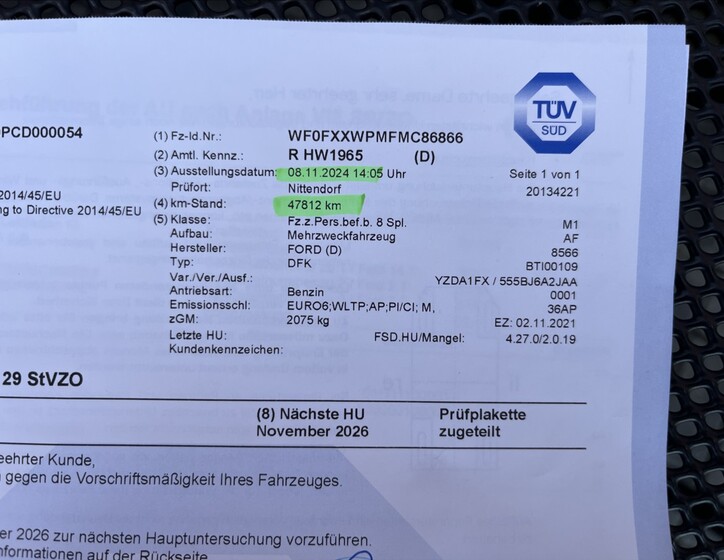 PCD000054
2014/45/EU
ng to Directive 2014/45/EU
(1) Fz-Id.Nr.: WF0FXXWPMFMC86866
(2) Amtl. Kennz.: R HW1965 (D)
(3) Ausstellungsdatum: 08.11.2024 14:05 Uhr Seite 1 von 1
Prüfort: Nittendorf 20134221
(4) km-Stand: 47812 km
(5) Klasse: Fz.z.Pers.bef.b. 8 Spl. M1
Aufbau: Mehrzweckfahrzeug AF
Hersteller: FORD (D) 8566
Typ: DFK BTI00109
Var./Ver./Ausf.: YZDA1FX / 555BJ6A2JAA
Antriebsart: Benzin 0001
Emissionsschl: EURO6;WLTP;AP;PI/CI; M, 36AP
zGM: 2075 kg EZ: 02.11.2021
Letzte HU: FSD.HU/Mangel: 4.27.0/2.0.19
Kundenkennzeichen:
TÜV
SÜD
29 StVZO
(8) Nächste HU Prüfplakette
November 2026 zugeteilt
eehrter Kunde,
gegen die Vorschriftsmäßigkeit Ihres Fahrzeuges.
er 2026 zur nächsten Hauptuntersuchung vorzuführen.
nformationen auf der Rückseite